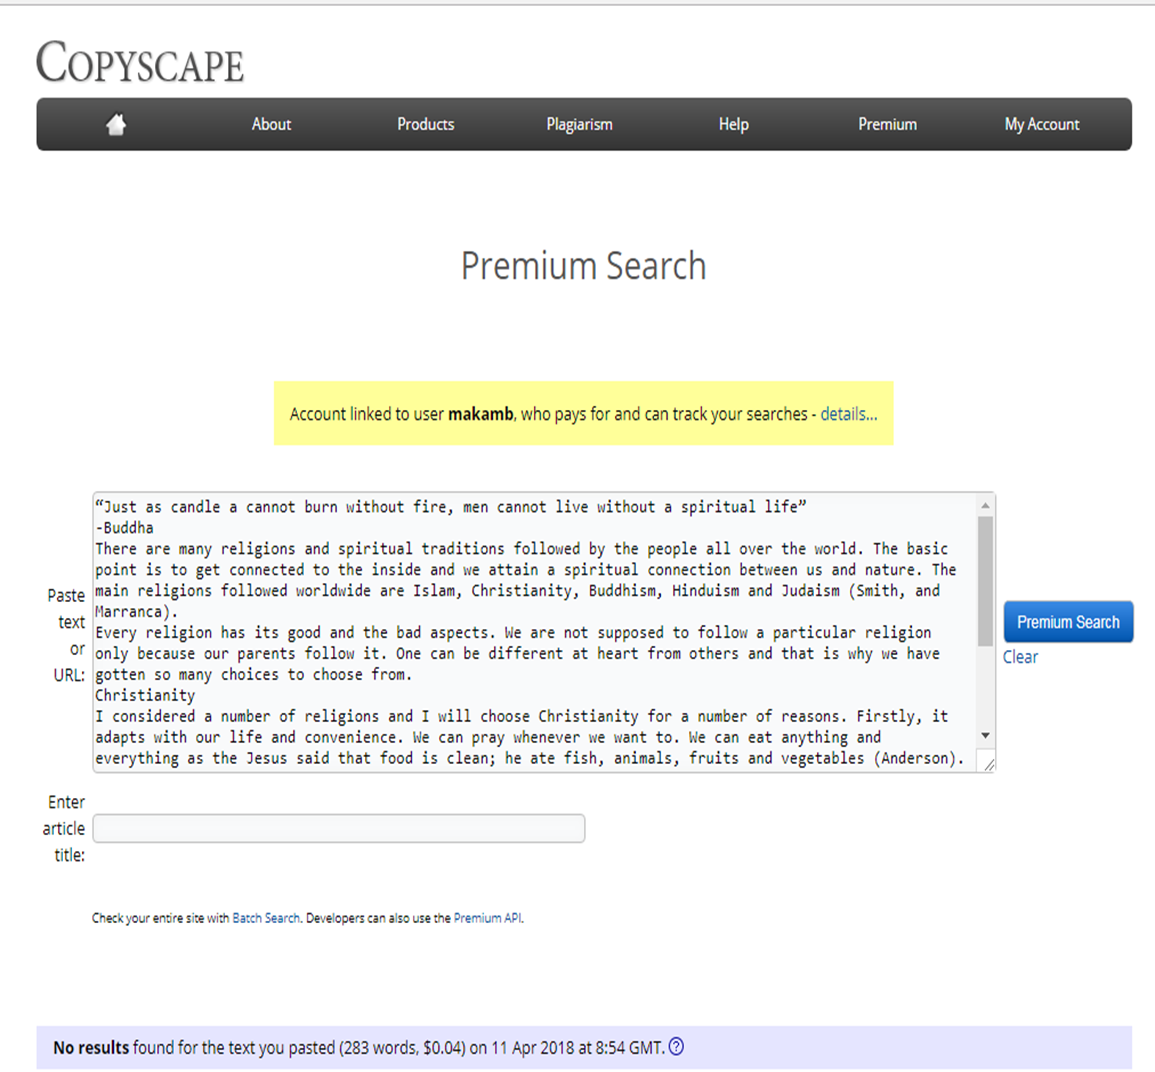 COPYSCAPE
About Products Plagiarism Help Premium My Account
Premium Search
Account linked to user makamb, who pays for and can track your searches - details...
Paste
text
or
URL:
“Just as candle a cannot burn without fire, men cannot live without a spiritual life”
-Buddha
There are many religions and spiritual traditions followed by the people all over the world. The basic
point is to get connected to the inside and we attain a spiritual connection between us and nature. The
main religions followed worldwide are Islam, Christianity, Buddhism, Hinduism and Judaism (Smith, and
Marranca).
Every religion has its good and the bad aspects. We are not supposed to follow a particular religion
only because our parents follow it. One can be different at heart from others and that is why we have
gotten so many choices to choose from.
Christianity
I considered a number of religions and I will choose Christianity for a number of reasons. Firstly, it
adapts with our life and convenience. We can pray whenever we want to. We can eat anything and
everything as the Jesus said that food is clean; he ate fish, animals, fruits and vegetables (Anderson).
Premium Search
Clear
Enter
article
title:
Check your entire site with Batch Search. Developers can also use the Premium API.
No results found for the text you pasted (283 words, $0.04) on 11 Apr 2018 at 8:54 GMT. ?